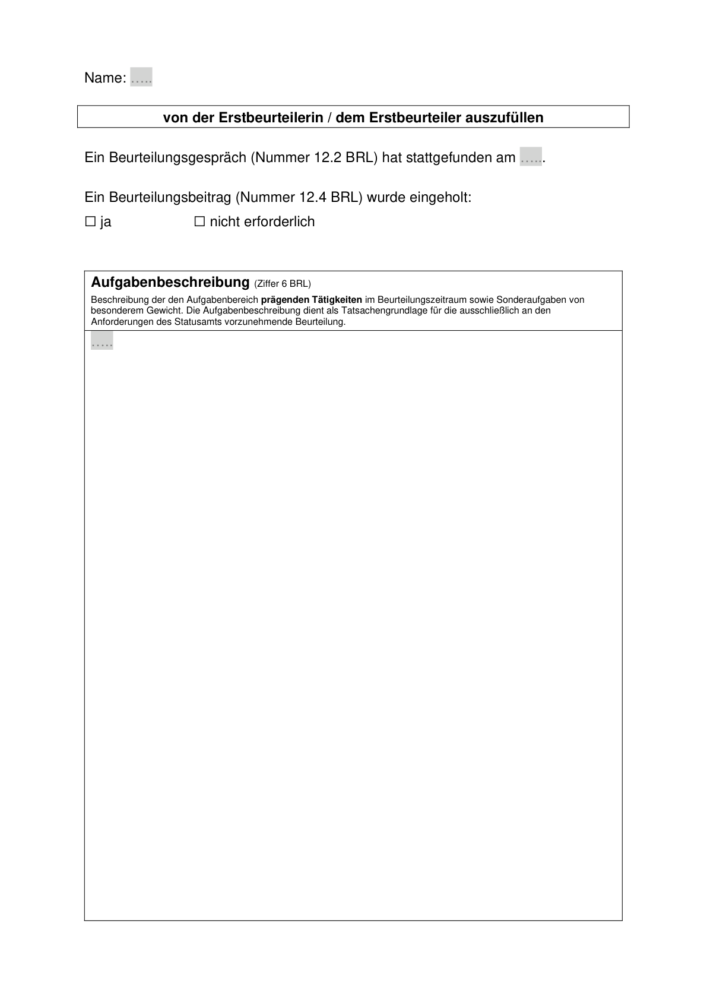 Name: .....
von der Erstbeurteilerin / dem Erstbeurteiler auszufüllen
Ein Beurteilungsgespräch (Nummer 12.2 BRL) hat stattgefunden am ......
Ein Beurteilungsbeitrag (Nummer 12.4 BRL) wurde eingeholt:
☐ ja ☐ nicht erforderlich
Aufgabenbeschreibung (Ziffer 6 BRL)
Beschreibung der den Aufgabenbereich prägenden Tätigkeiten im Beurteilungszeitraum sowie Sonderaufgaben von
besonderem Gewicht. Die Aufgabenbeschreibung dient als Tatsachengrundlage für die ausschließlich an den
Anforderungen des Statusamts vorzunehmende Beurteilung.
.....